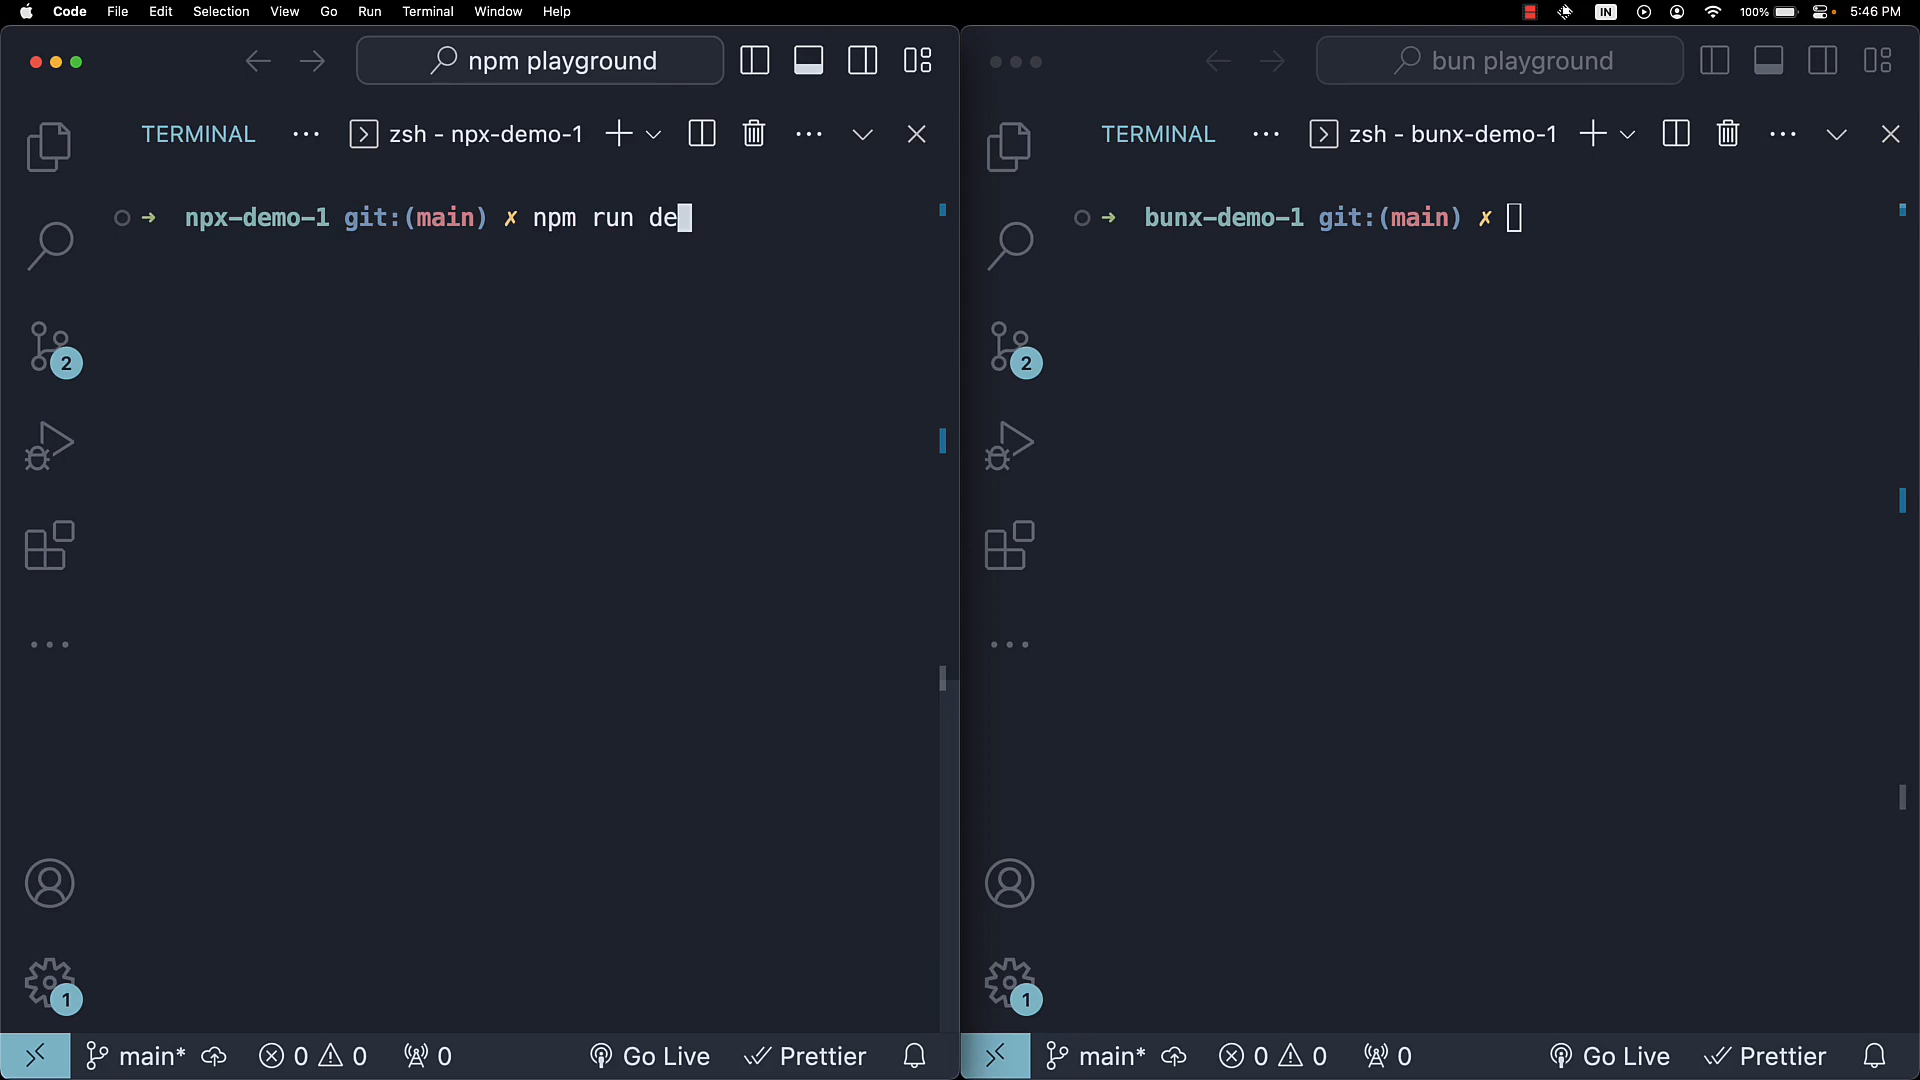 Code File Edit Selection View Go Run Terminal Window Help IN 100% 5:46 PM
npm playground
TERMINAL zsh - npx-demo-1
npx-demo-1 git:(main) ✗ npm run de
2
1
main* 0 0 0 Go Live Prettier
bun playground
TERMINAL zsh - bunx-demo-1
bunx-demo-1 git:(main) ✗
2
1
main* 0 0 0 Go Live Prettier